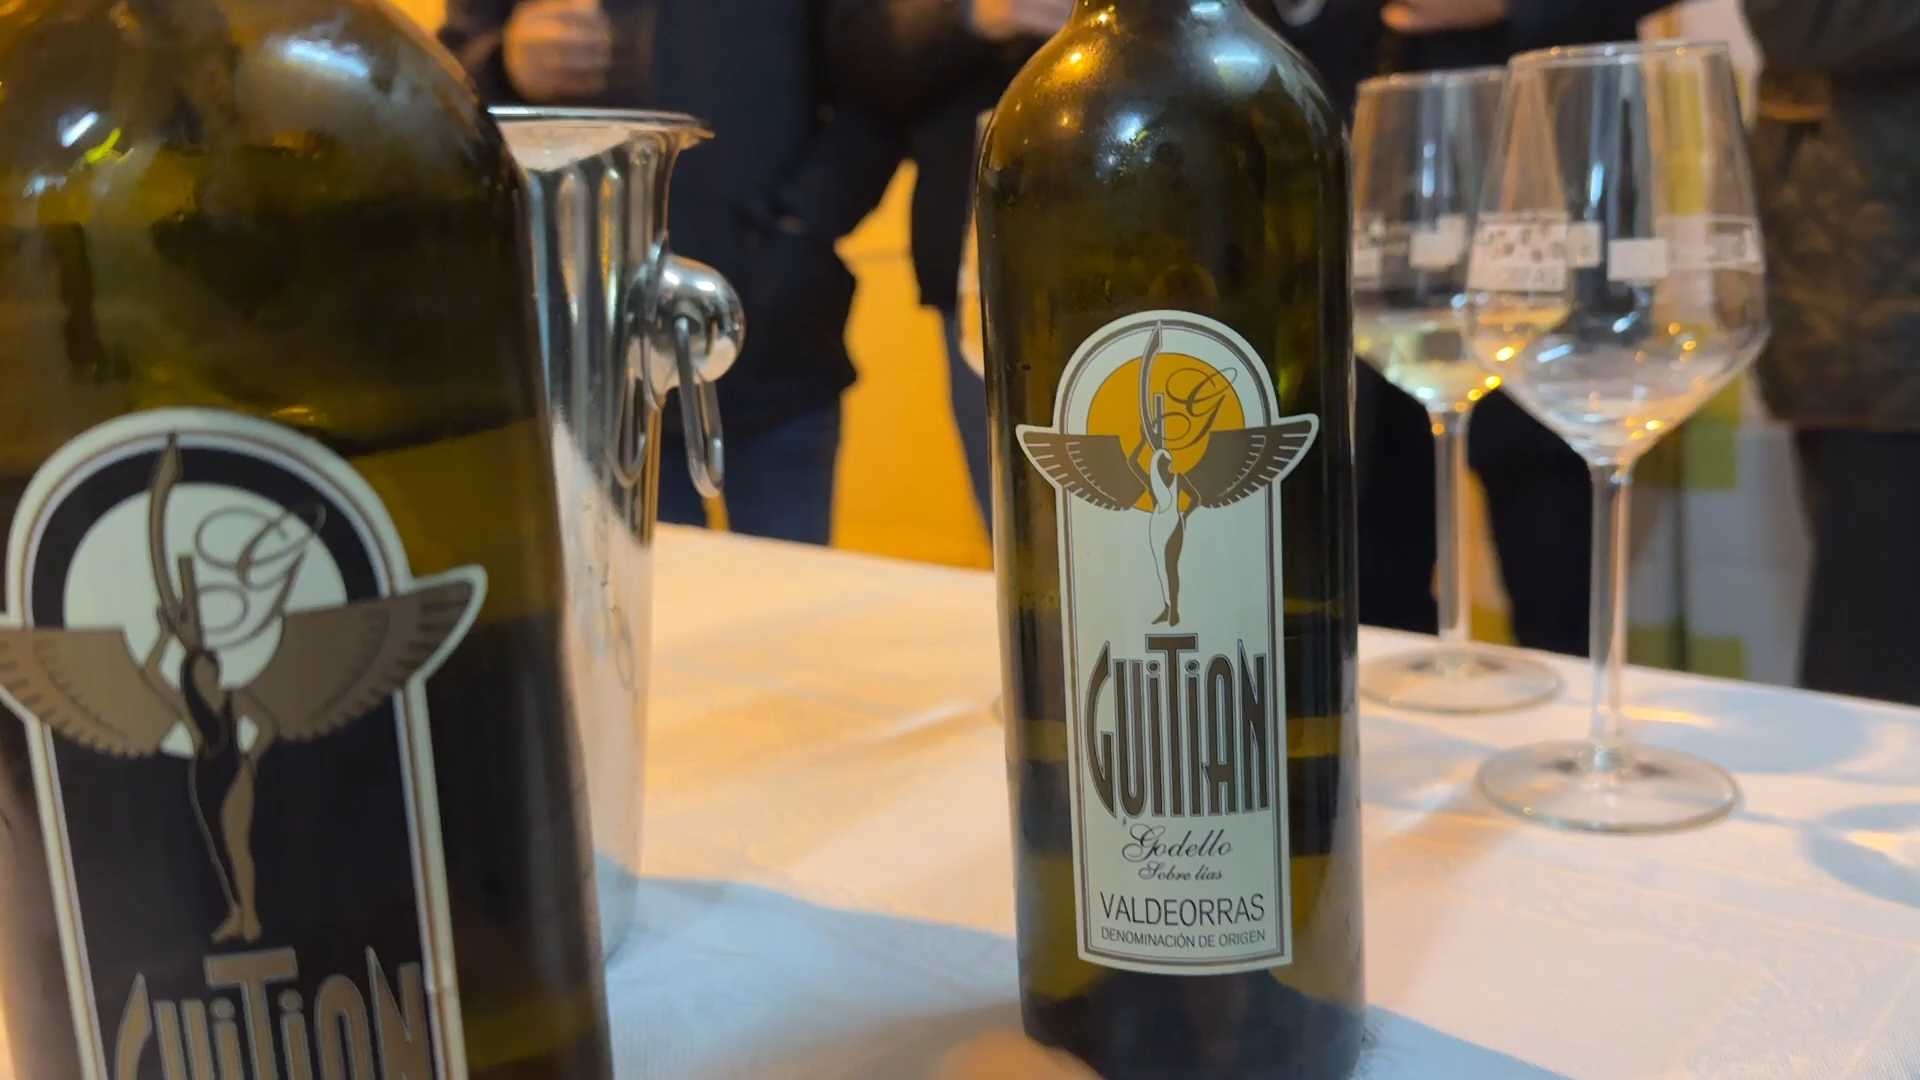 G
GUiTiAN
G
GUiTiAN
Godello
Sobre lías
VALDEORRAS
DENOMINACIÓN DE ORIGEN